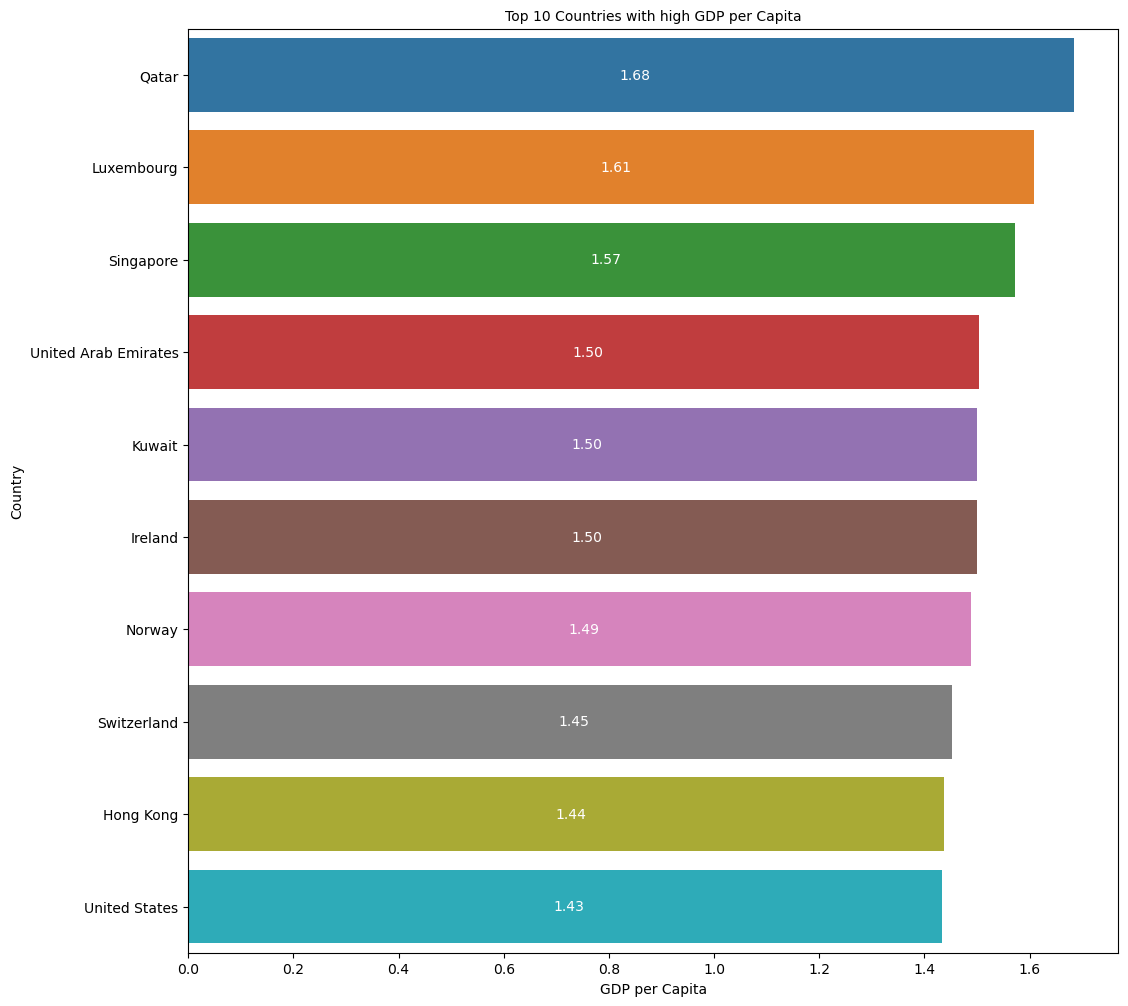 Top 10 Countries with high GDP per Capita
Qatar 1.68
Luxembourg 1.61
Singapore 1.57
United Arab Emirates 1.50
Kuwait 1.50
Ireland 1.50
Norway 1.49
Switzerland 1.45
Hong Kong 1.44
United States 1.43
Country
0.0 0.2 0.4 0.6 0.8 1.0 1.2 1.4 1.6
GDP per Capita